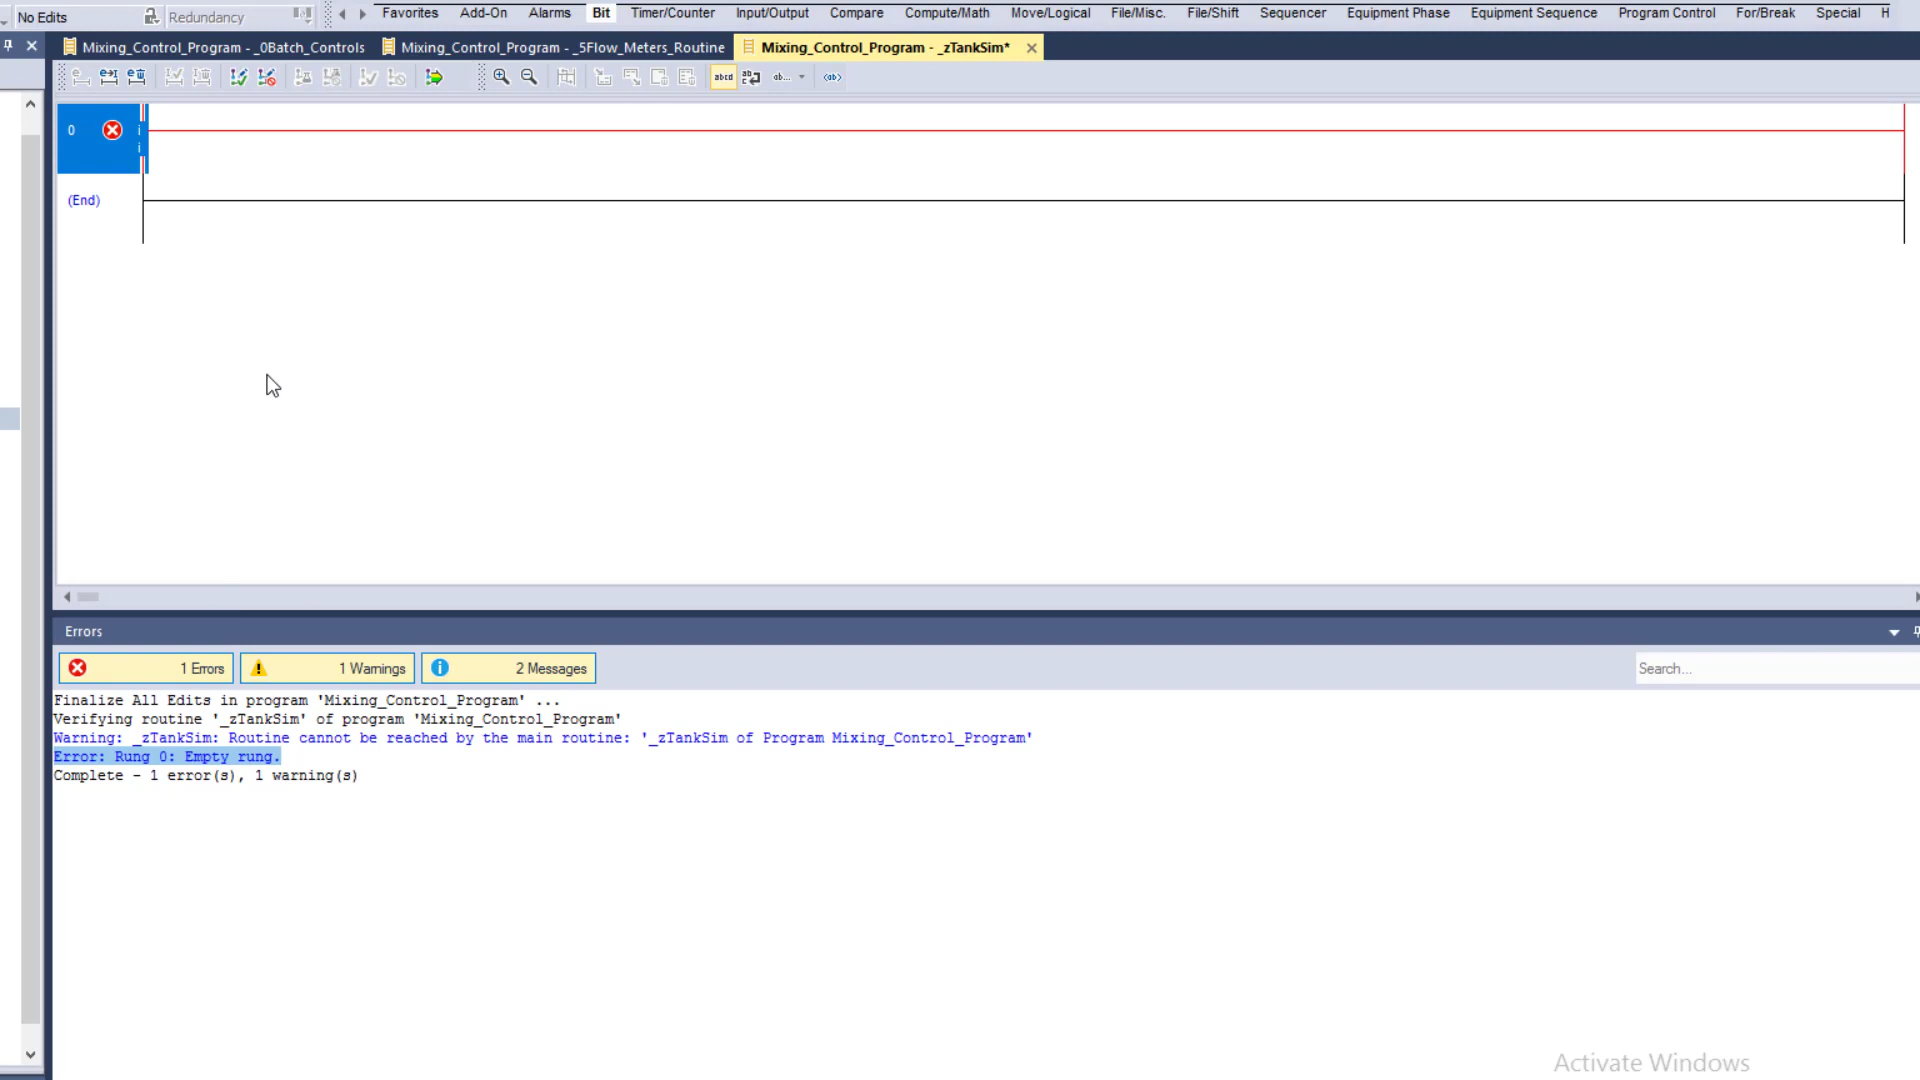 No Edits
Redundancy
Favorites Add-On Alarms Bit Timer/Counter Input/Output Compare Compute/Math Move/Logical File/Misc. File/Shift Sequencer Equipment Phase Equipment Sequence Program Control For/Break Special H
Mixing_Control_Program - _0Batch_Controls
Mixing_Control_Program - _5Flow_Meters_Routine
Mixing_Control_Program - _zTankSim*
abcd
ab...
<ab>
0
i
i
(End)
Errors
1 Errors
1 Warnings
2 Messages
Search...
Finalize All Edits in program 'Mixing_Control_Program' ...
Verifying routine '_zTankSim' of program 'Mixing_Control_Program'
Warning: _zTankSim: Routine cannot be reached by the main routine: '_zTankSim of Program Mixing_Control_Program'
Error: Rung 0: Empty rung.
Complete - 1 error(s), 1 warning(s)
Activate Windows